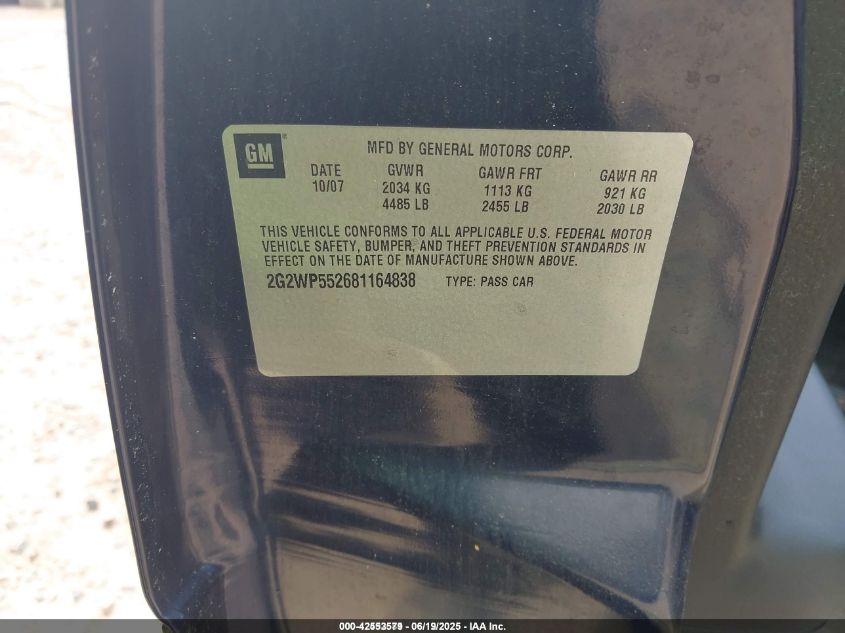 GM
MFD BY GENERAL MOTORS CORP.
DATE GVWR GAWR FRT GAWR RR
10/07 2034 KG 1113 KG 921 KG
4485 LB 2455 LB 2030 LB
THIS VEHICLE CONFORMS TO ALL APPLICABLE U.S. FEDERAL MOTOR
VEHICLE SAFETY, BUMPER, AND THEFT PREVENTION STANDARDS IN
EFFECT ON THE DATE OF MANUFACTURE SHOWN ABOVE.
2G2WP552681164838 TYPE: PASS CAR
06/19/2025 - IAA Inc.